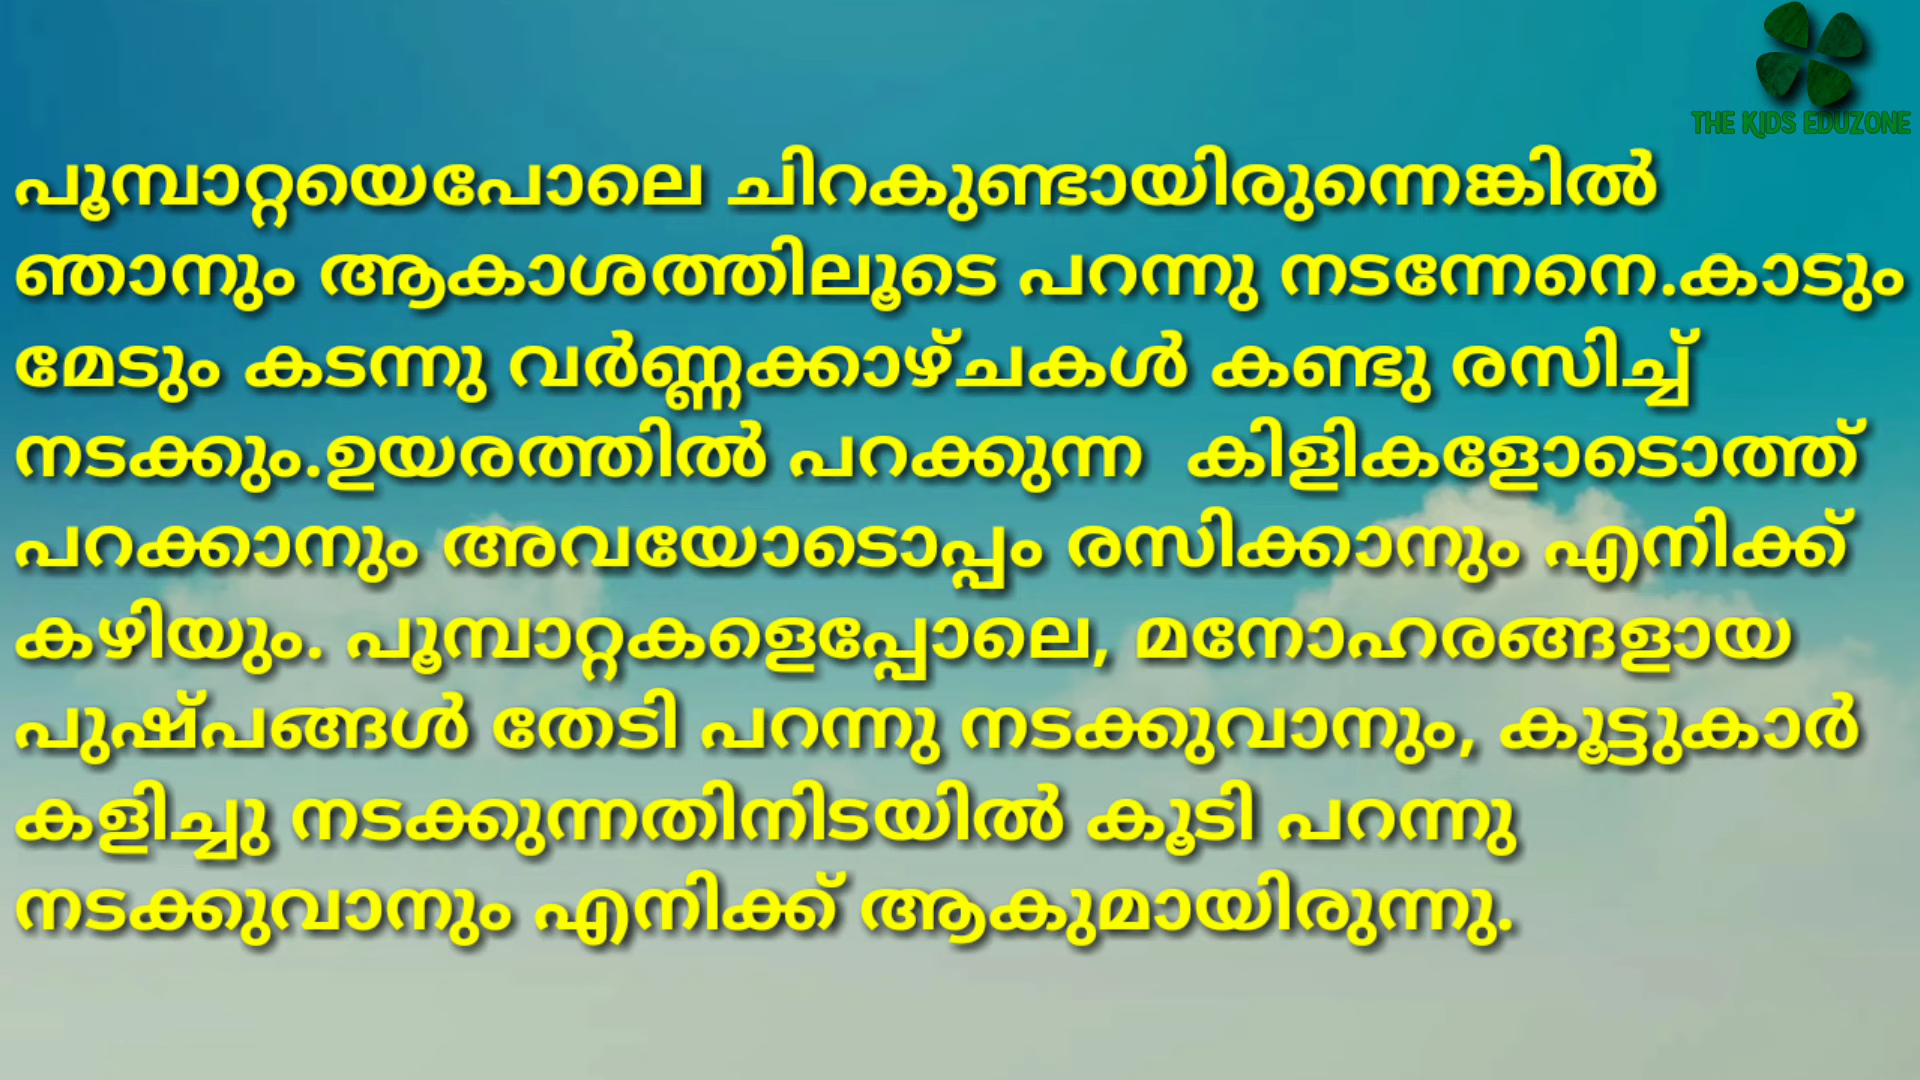 THE KIDS EDUZONE
പൂമ്പാറ്റയെപോലെ ചിറകുണ്ടായിരുന്നെങ്കിൽ
ഞാനും ആകാശത്തിലൂടെ പറന്നു നടന്നേനെ.കാടും
മേടും കടന്നു വർണ്ണക്കാഴ്ചകൾ കണ്ടു രസിച്ച്
നടക്കും.ഉയരത്തിൽ പറക്കുന്ന കിളികളോടൊത്ത്
പറക്കാനും അവയോടൊപ്പം രസിക്കാനും എനിക്ക്
കഴിയും. പൂമ്പാറ്റകളെപ്പോലെ, മനോഹരങ്ങളായ
പുഷ്പങ്ങൾ തേടി പറന്നു നടക്കുവാനും, കൂട്ടുകാർ
കളിച്ചു നടക്കുന്നതിനിടയിൽ കൂടി പറന്നു
നടക്കുവാനും എനിക്ക് ആകുമായിരുന്നു.